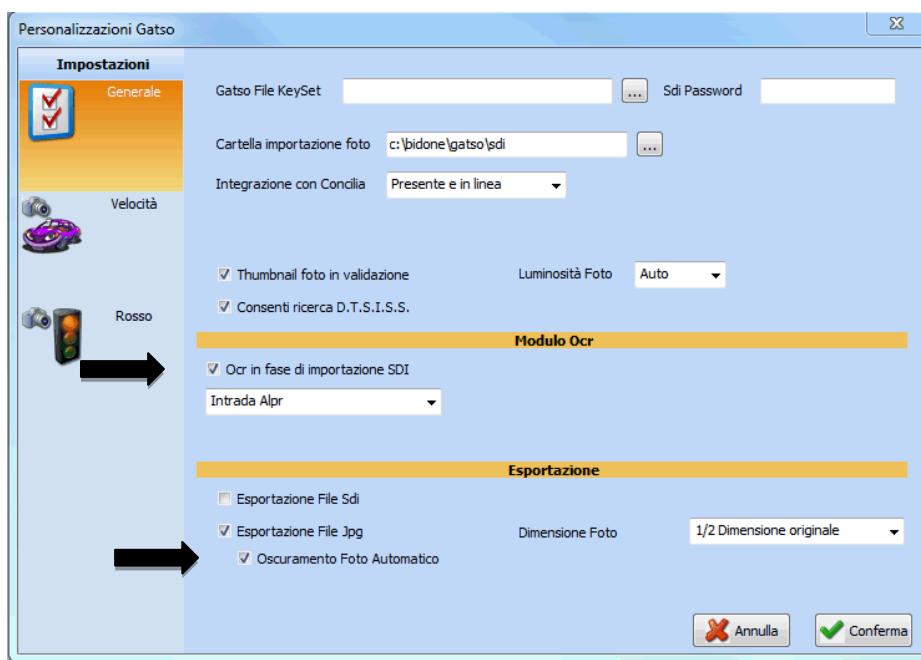 Personalizzazioni Gatso
Impostazioni
Generale
Velocità
Rosso
Gatso File KeySet ... Sdi Password
Cartella importazione foto c:\bidone\gatso\sdi ...
Integrazione con Concilia Presente e in linea
Thumbnail foto in validazione Luminosità Foto Auto
Consenti ricerca D.T.S.I.S.S.
Modulo Ocr
Ocr in fase di importazione SDI
Intrada Alpr
Esportazione
Esportazione File Sdi
Esportazione File Jpg Dimensione Foto 1/2 Dimensione originale
Oscuramento Foto Automatico
Annulla Conferma